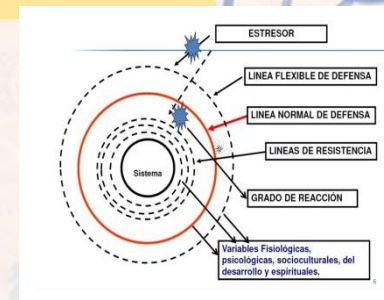 ESTRESOR
LINEA FLEXIBLE DE DEFENSA
LINEA NORMAL DE DEFENSA
LINEAS DE RESISTENCIA
Sistema
GRADO DE REACCIÓN
Variables Fisiológicas,
psicológicas, socioculturales, del
desarrollo y espirituales.